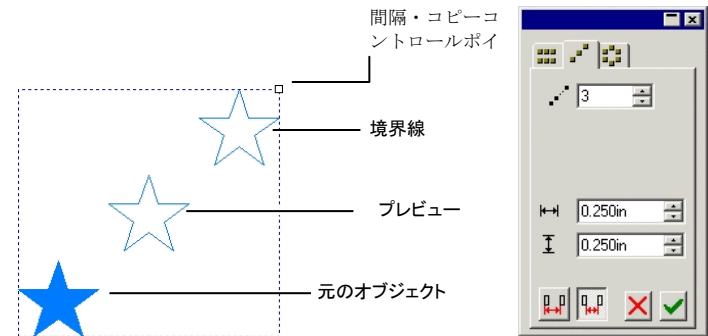 間隔・コピーコ
ントロールポイ
境界線
プレビュー
元のオブジェクト
3
0.250in
0.250in